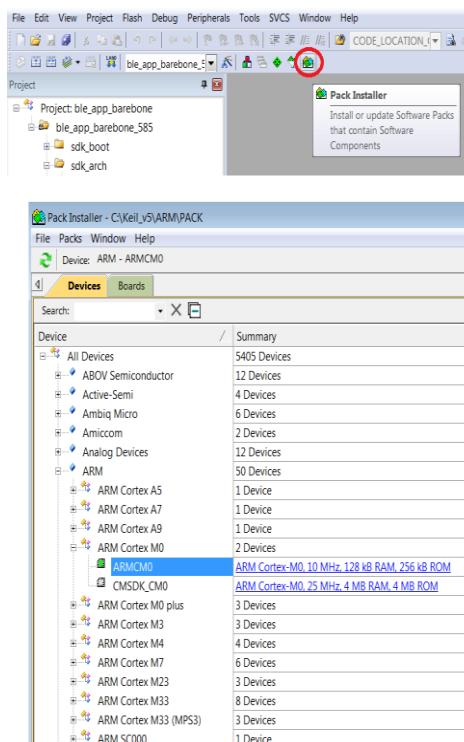 File Edit View Project Flash Debug Peripherals Tools SVCS Window Help
CODE_LOCATION_(
ble_app_barebone_5
Project
Pack Installer
Install or update Software Packs
that contain Software
Components
Project: ble_app_barebone
ble_app_barebone_585
sdk_boot
sdk_arch
Pack Installer - C:\Keil_v5\ARM\PACK
File Packs Window Help
Device: ARM - ARMCM0
Devices Boards
Search:
Device / Summary
All Devices 5405 Devices
ABOV Semiconductor 12 Devices
Active-Semi 4 Devices
Ambiq Micro 6 Devices
Amiccom 2 Devices
Analog Devices 12 Devices
ARM 50 Devices
ARM Cortex A5 1 Device
ARM Cortex A7 1 Device
ARM Cortex A9 1 Device
ARM Cortex M0 2 Devices
ARMCM0 ARM Cortex-M0, 10 MHz, 128 kB RAM, 256 kB ROM
CMSDK_CM0 ARM Cortex-M0, 25 MHz, 4 MB RAM, 4 MB ROM
ARM Cortex M0 plus 3 Devices
ARM Cortex M3 3 Devices
ARM Cortex M4 4 Devices
ARM Cortex M7 6 Devices
ARM Cortex M23 3 Devices
ARM Cortex M33 8 Devices
ARM Cortex M33 (MPS3) 3 Devices
ARM SC000 1 Device